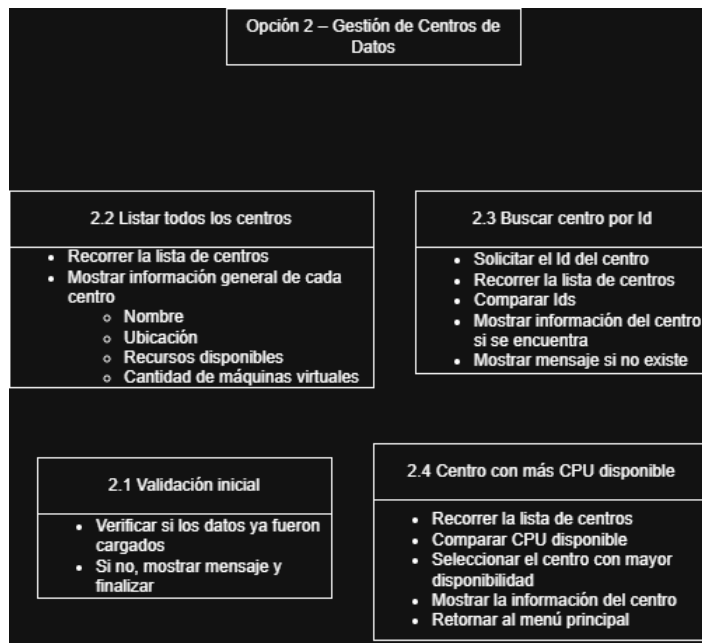 Opción 2 – Gestión de Centros de
Datos
2.2 Listar todos los centros
• Recorrer la lista de centros
• Mostrar información general de cada
centro
○ Nombre
○ Ubicación
○ Recursos disponibles
○ Cantidad de máquinas virtuales
2.3 Buscar centro por Id
• Solicitar el Id del centro
• Recorrer la lista de centros
• Comparar Ids
• Mostrar información del centro
si se encuentra
• Mostrar mensaje si no existe
2.1 Validación inicial
• Verificar si los datos ya fueron
cargados
• Si no, mostrar mensaje y
finalizar
2.4 Centro con más CPU disponible
• Recorrer la lista de centros
• Comparar CPU disponible
• Seleccionar el centro con mayor
disponibilidad
• Mostrar la información del centro
• Retornar al menú principal